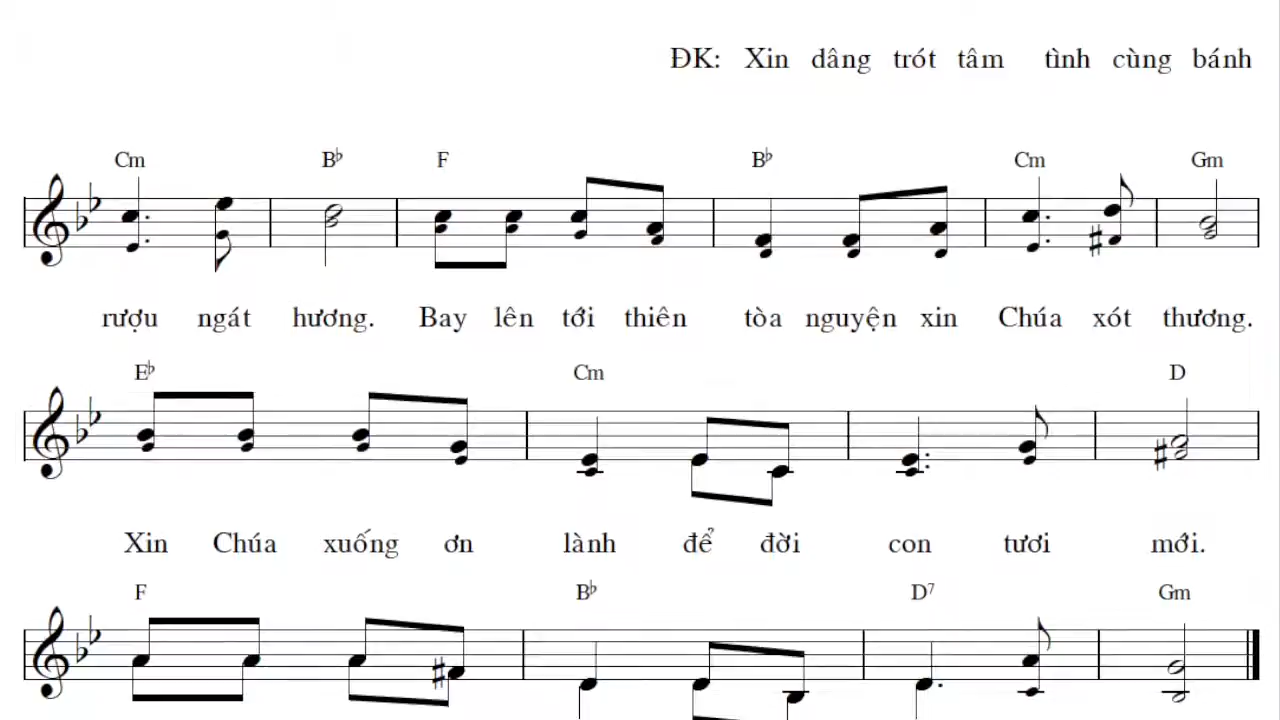 ĐK: Xin dâng trót tâm tình cùng bánh
Cm B♭ F B♭ Cm Gm
rượu ngát hương. Bay lên tới thiên tòa nguyện xin Chúa xót thương.
E♭ Cm D
Xin Chúa xuống ơn lành để đời con tươi mới.
F B♭ D7 Gm